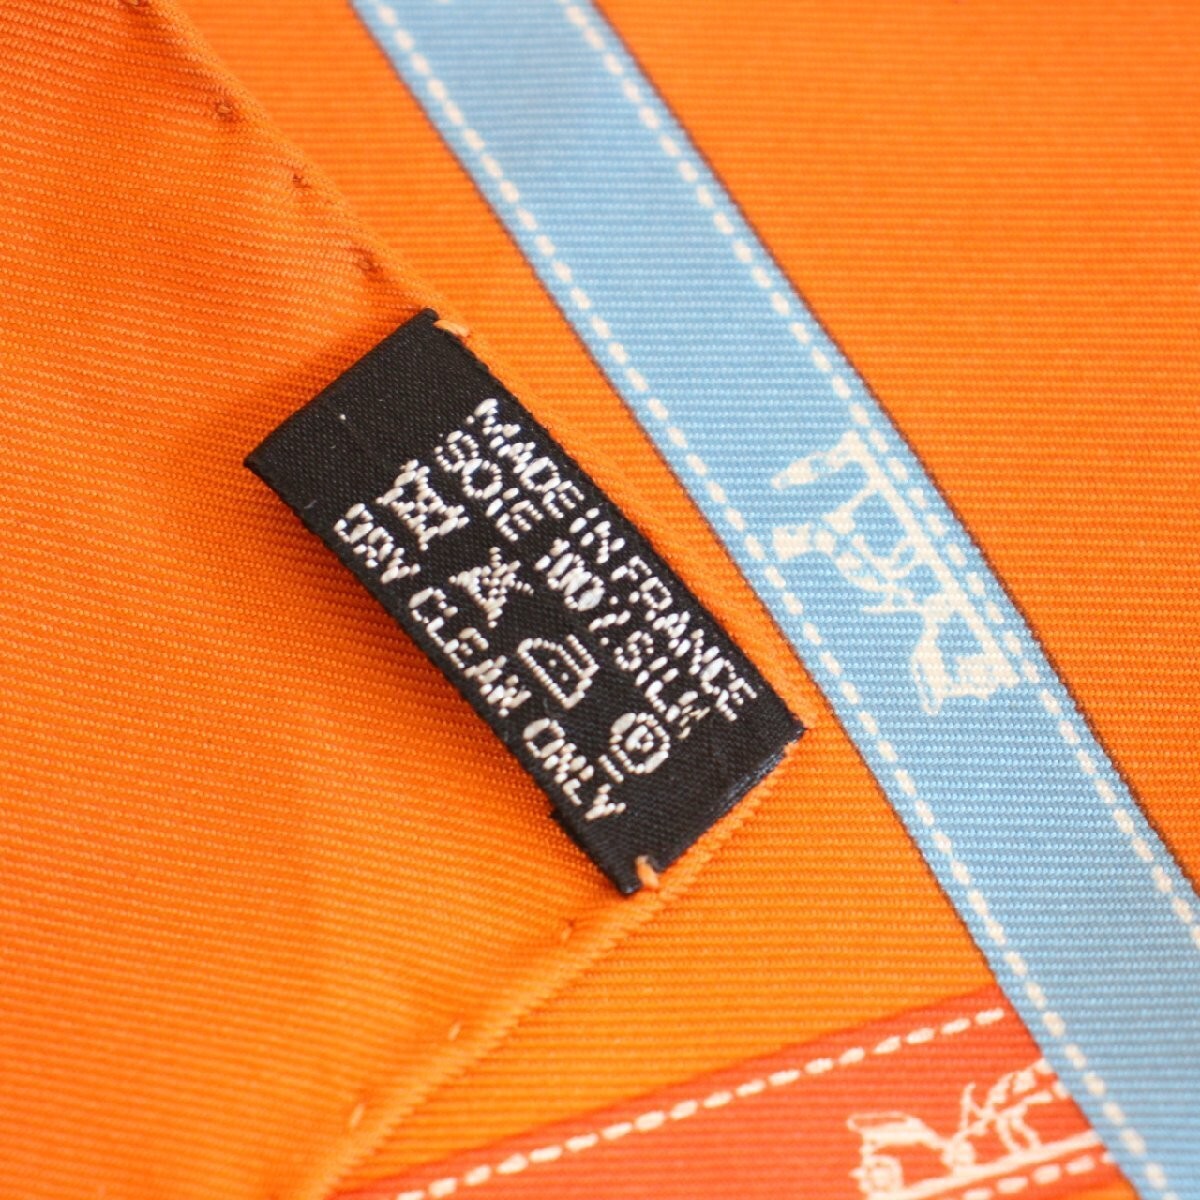 MADE IN FRANCE
SOIE 100% SILK
P
DRY CLEAN ONLY